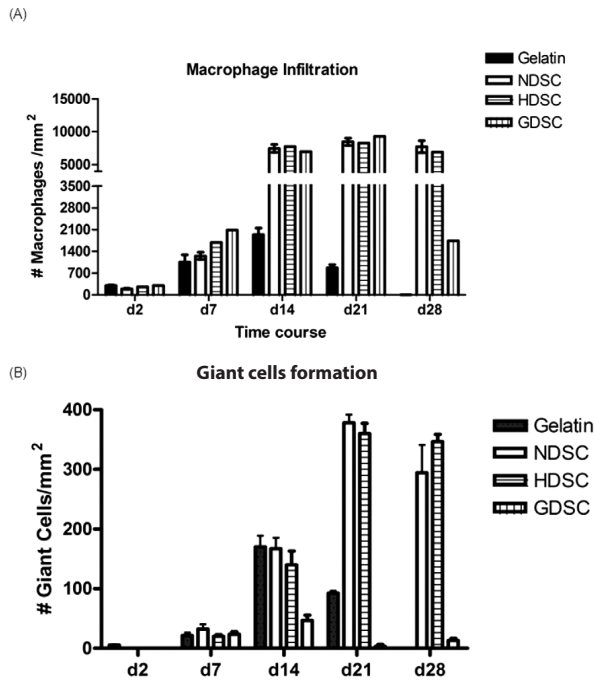 (A)
Macrophage Infiltration
Gelatin
NDSC
HDSC
GDSC
# Macrophages /mm²
15000
10000
5000
3500
2800
2100
1400
700
0
d2 d7 d14 d21 d28
Time course
(B)
Giant cells formation
Gelatin
NDSC
HDSC
GDSC
# Giant Cells/mm²
400
300
200
100
0
d2 d7 d14 d21 d28